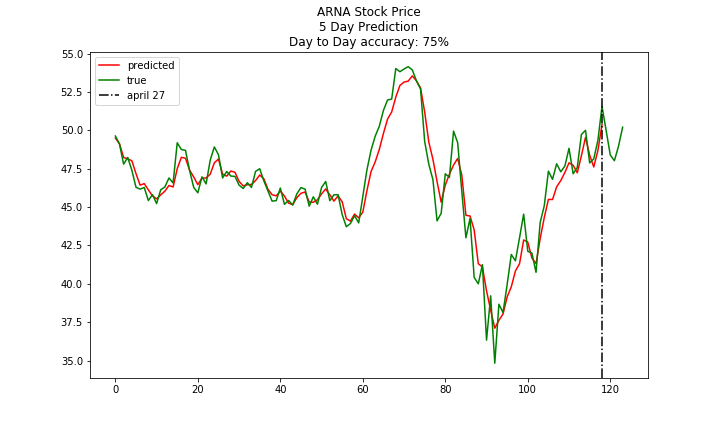 ARNA Stock Price
5 Day Prediction
Day to Day accuracy: 75%
predicted
true
april 27
55.0
52.5
50.0
47.5
45.0
42.5
40.0
37.5
35.0
0 20 40 60 80 100 120